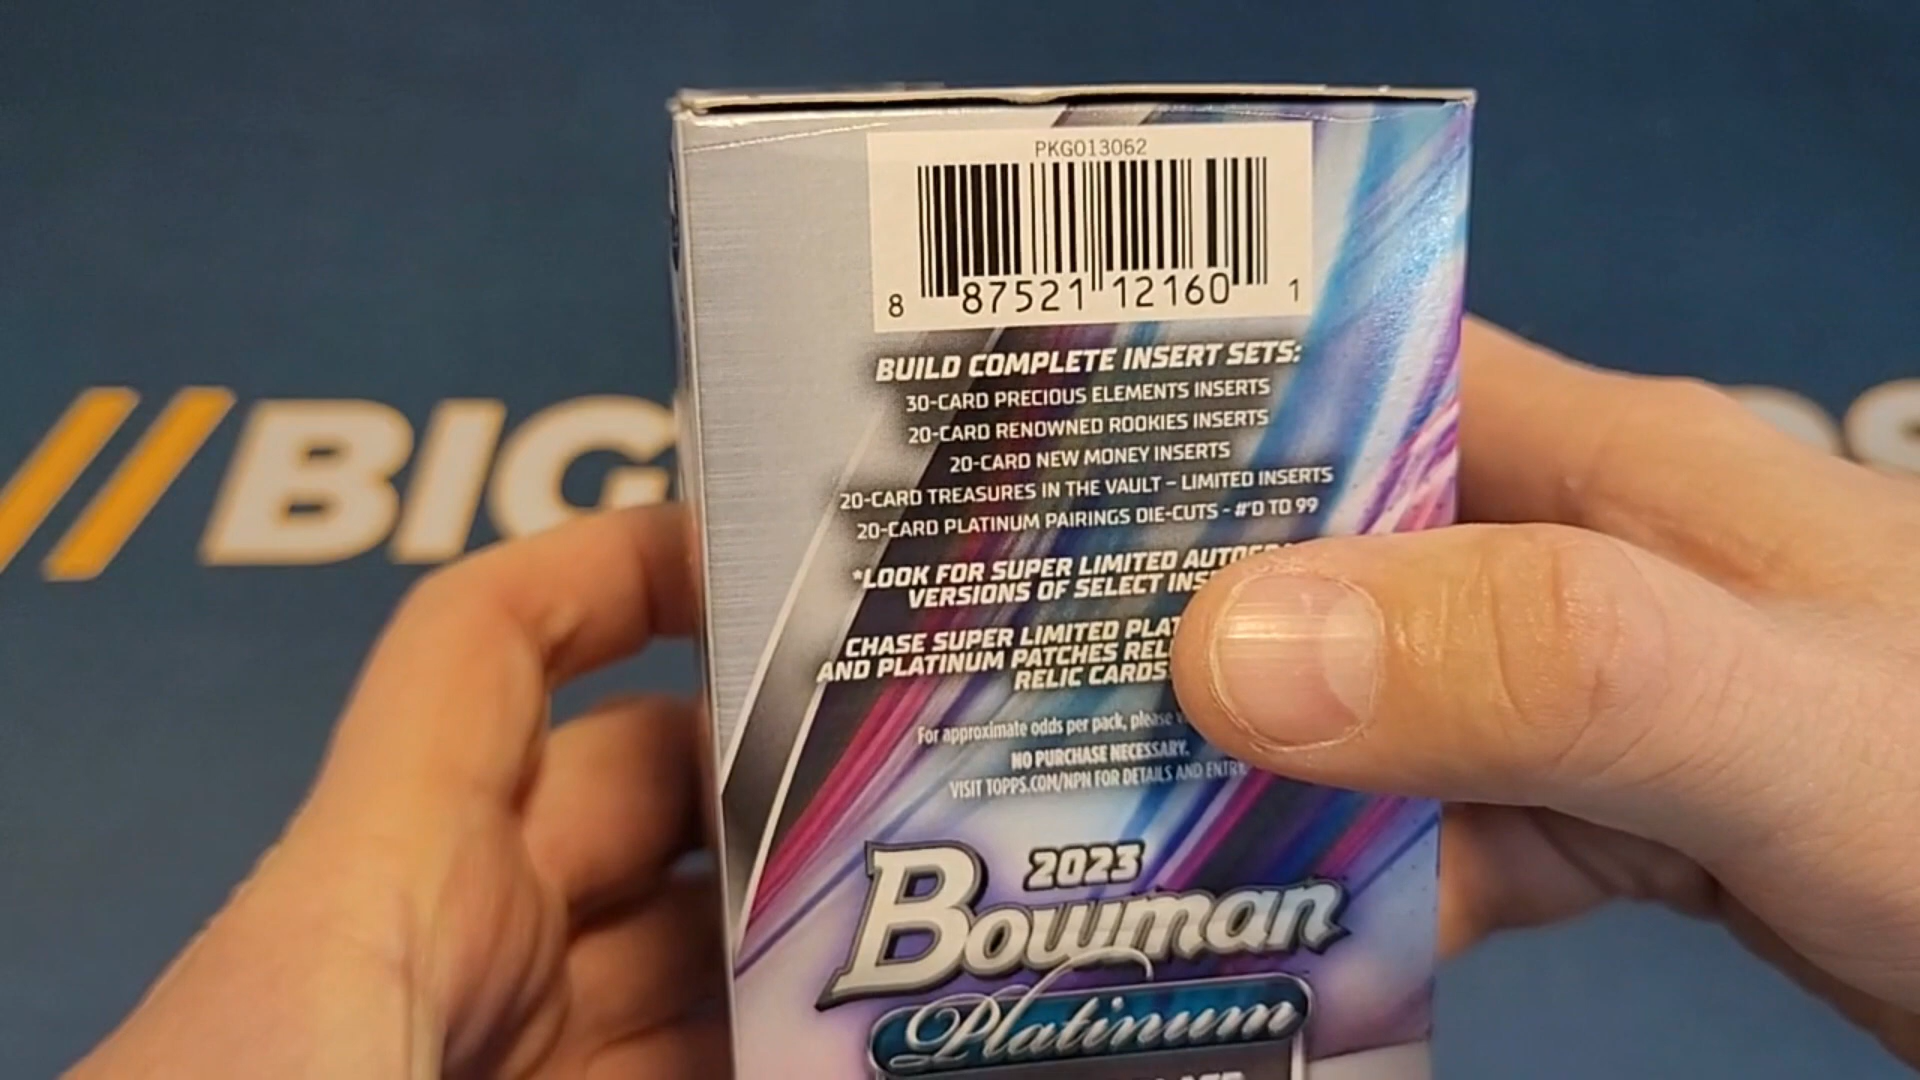 PKG013062
8 87521 12160 1
BUILD COMPLETE INSERT SETS:
30-CARD PRECIOUS ELEMENTS INSERTS
20-CARD RENOWNED ROOKIES INSERTS
20-CARD NEW MONEY INSERTS
20-CARD TREASURES IN THE VAULT – LIMITED INSERTS
20-CARD PLATINUM PAIRINGS DIE-CUTS - #'D TO 99
*LOOK FOR SUPER LIMITED
VERSIONS OF SELECT
CHASE SUPER LIMITED
AND PLATINUM PATCHES
RELIC CARDS
For approximate odds per pack, please
NO PURCHASE NECESSARY.
VISIT TOPPS.COM/NPN FOR DETAILS AND ENTRY
//BIG
2023
Bowman
Platinum